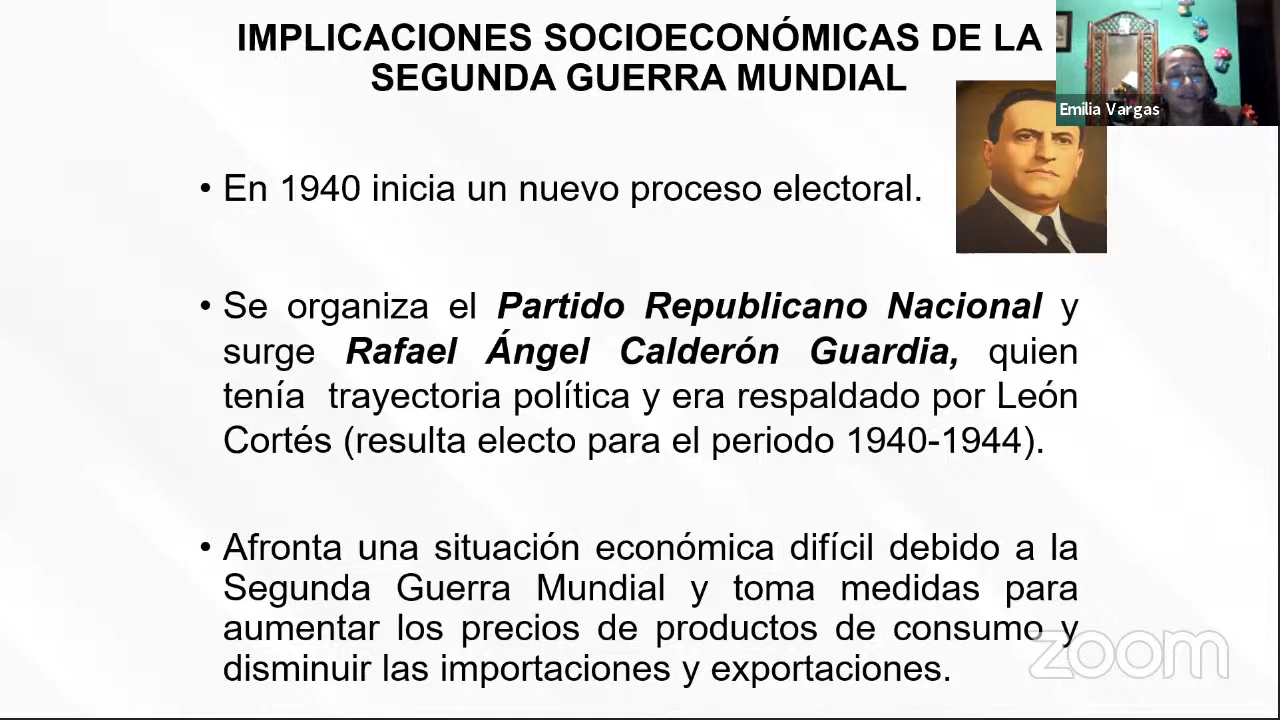 IMPLICACIONES SOCIOECONÓMICAS DE LA
SEGUNDA GUERRA MUNDIAL
Emilia Vargas
• En 1940 inicia un nuevo proceso electoral.
• Se organiza el Partido Republicano Nacional y
surge Rafael Ángel Calderón Guardia, quien
tenía trayectoria política y era respaldado por León
Cortés (resulta electo para el periodo 1940-1944).
• Afronta una situación económica difícil debido a la
Segunda Guerra Mundial y toma medidas para
aumentar los precios de productos de consumo y
disminuir las importaciones y exportaciones.
zoom